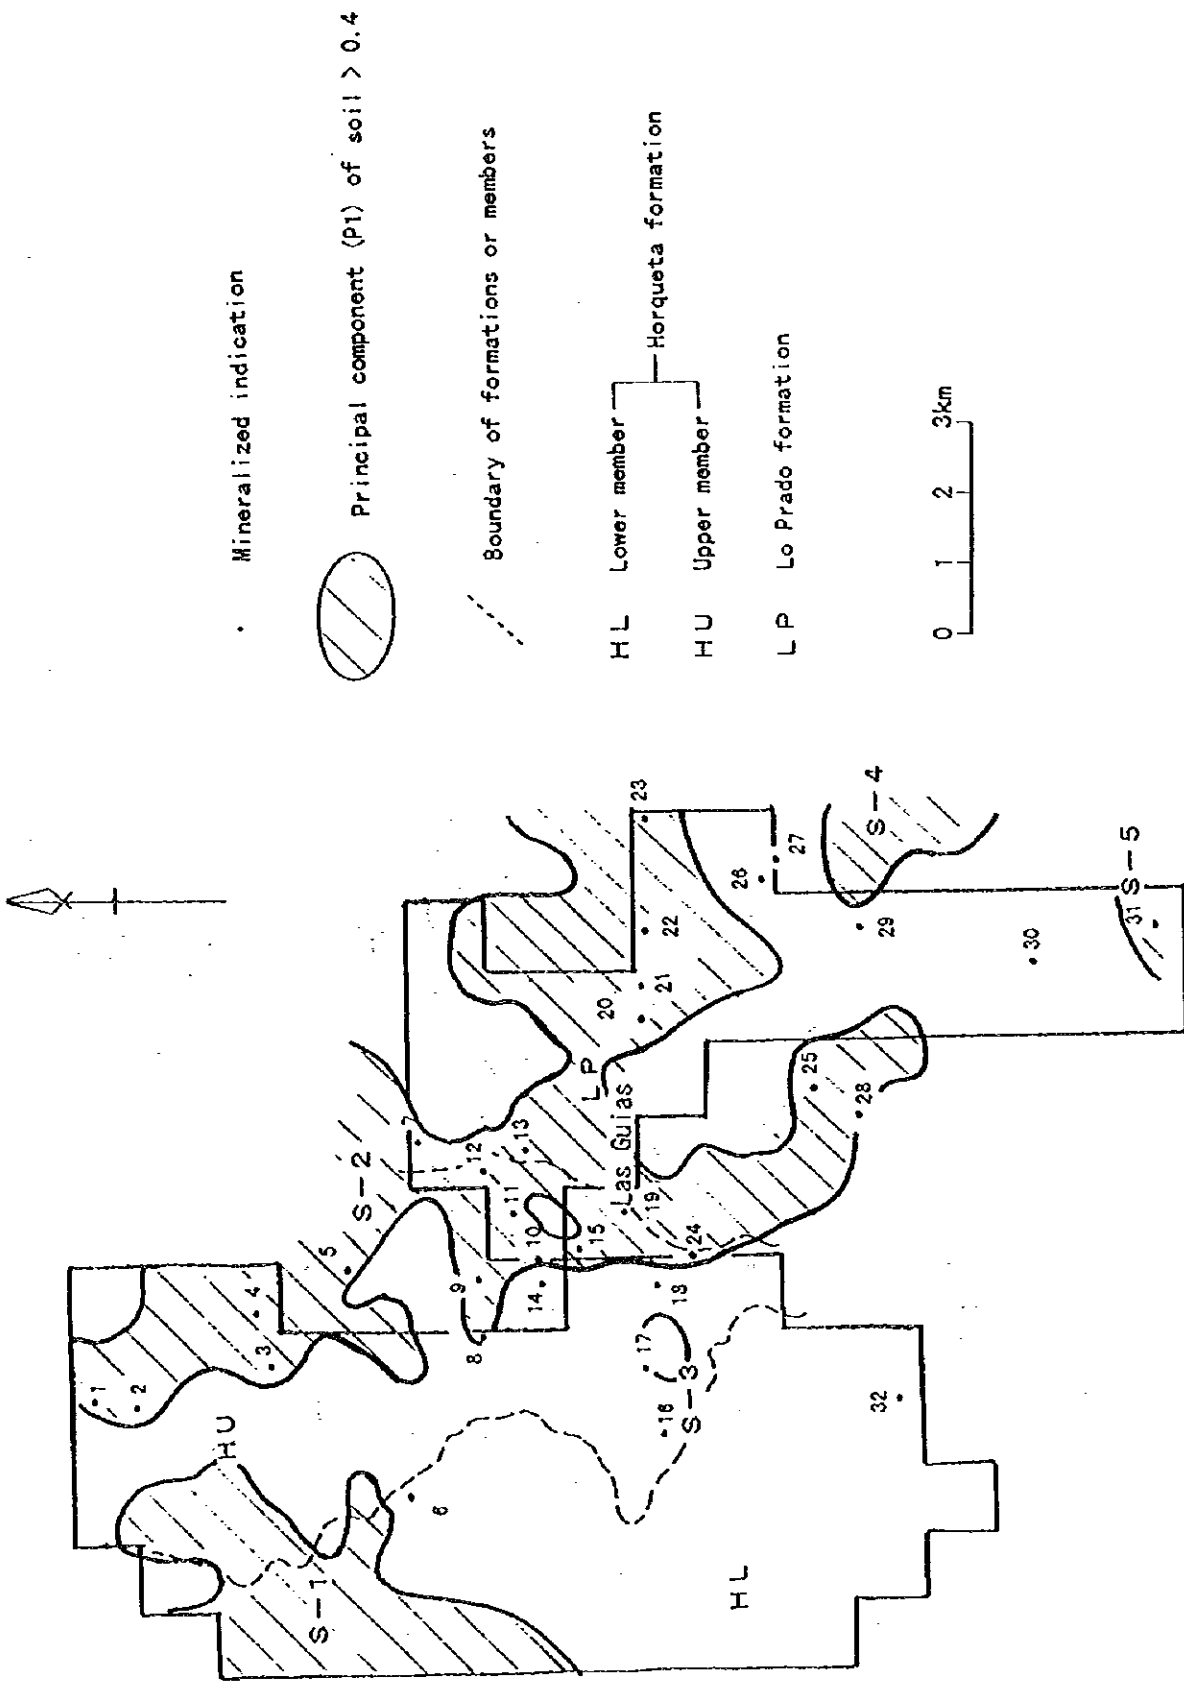 Mineralized indication
Principal component (P1) of soil > 0.4
Boundary of formations or members
HL Lower member
HU Upper member
Horqueta formation
LP Lo Prado formation
0 1 2 3km
1
2
3
4
5
6
8
9
10
11
12
13
14
15
16
17
18
19
20
21
22
23
24
25
26
27
28
29
30
31
32
HU
HL
LP
Las Guias
S-1
S-2
S-3
S-4
S-5